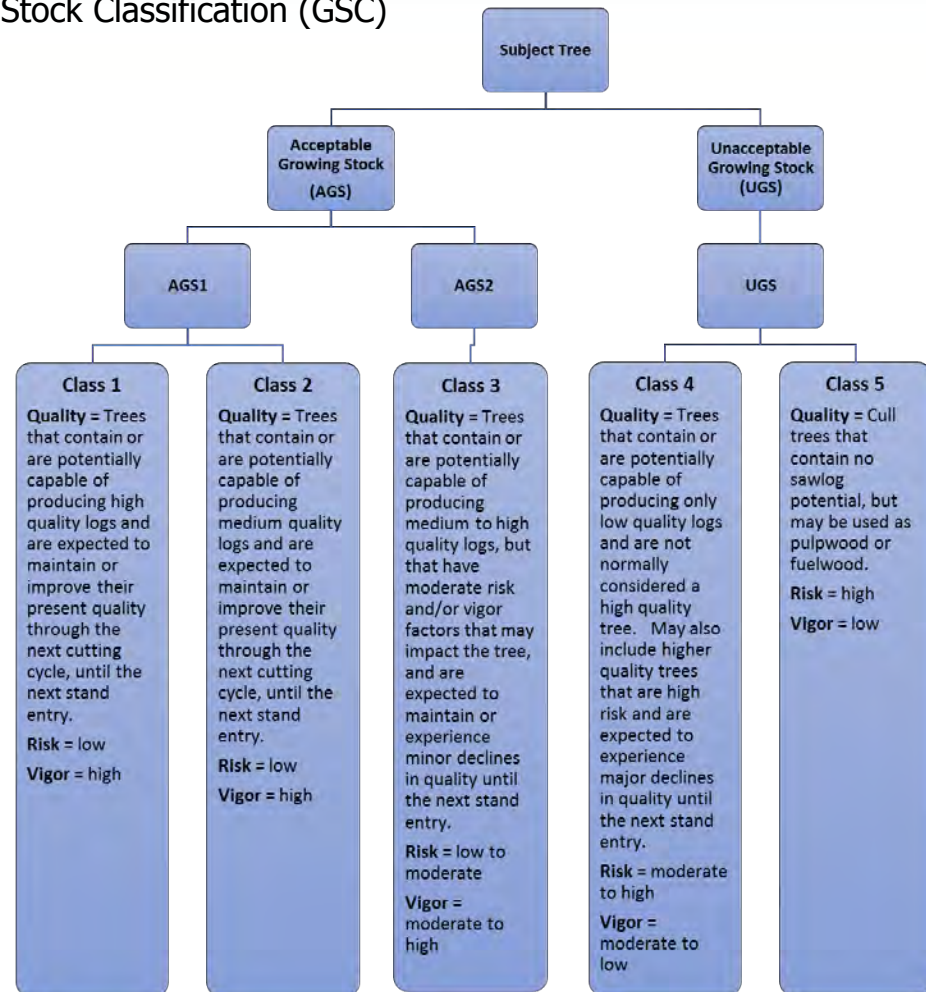 Stock Classification (GSC)
Subject Tree
Acceptable
Growing Stock
(AGS)
Unacceptable
Growing Stock
(UGS)
AGS1
AGS2
UGS
Class 1
Quality = Trees
that contain or
are potentially
capable of
producing high
quality logs and
are expected to
maintain or
improve their
present quality
through the
next cutting
cycle, until the
next stand
entry.
Risk = low
Vigor = high
Class 2
Quality = Trees
that contain or
are potentially
capable of
producing
medium quality
logs and are
expected to
maintain or
improve their
present quality
through the
next cutting
cycle, until the
next stand
entry.
Risk = low
Vigor = high
Class 3
Quality = Trees
that contain or
are potentially
capable of
producing
medium to high
quality logs, but
that have
moderate risk
and/or vigor
factors that may
impact the tree,
and are
expected to
maintain or
experience
minor declines
in quality until
the next stand
entry.
Risk = low to
moderate
Vigor =
moderate to
high
Class 4
Quality = Trees
that contain or
are potentially
capable of
producing only
low quality logs
and are not
normally
considered a
high quality
tree. May also
include higher
quality trees
that are high
risk and are
expected to
experience
major declines
in quality until
the next stand
entry.
Risk = moderate
to high
Vigor =
moderate to
low
Class 5
Quality = Cull
trees that
contain no
sawlog
potential, but
may be used as
pulpwood or
fuelwood.
Risk = high
Vigor = low